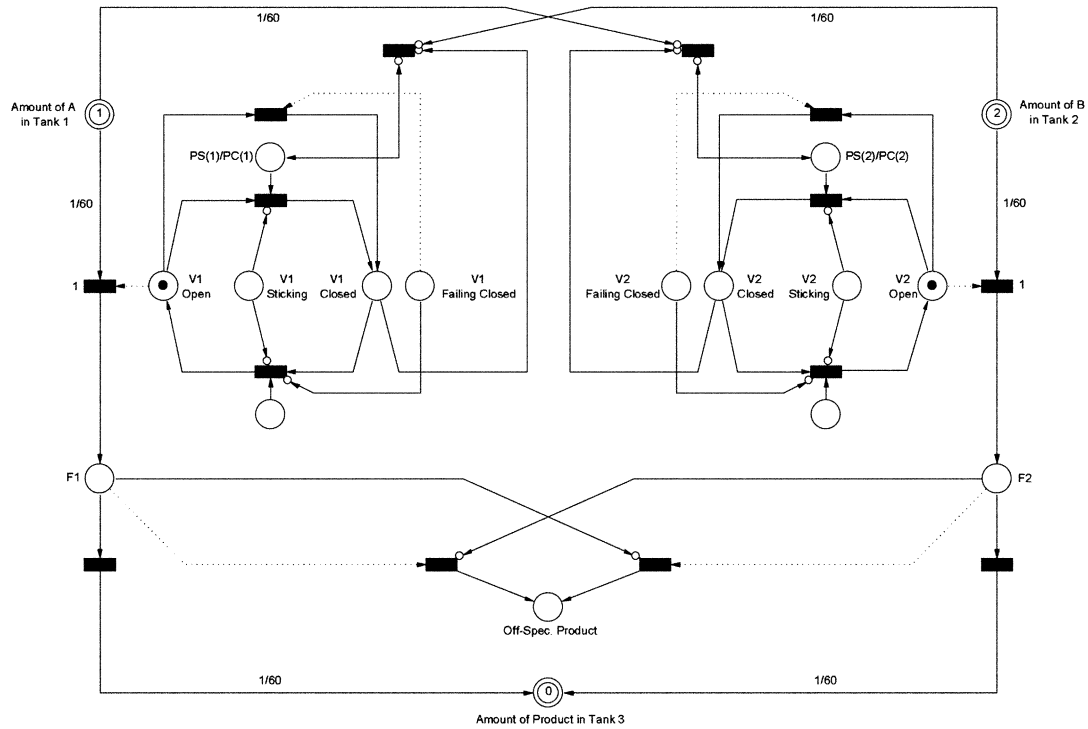 1/60
1/60
Amount of A
in Tank 1
1
2
Amount of B
in Tank 2
PS(1)/PC(1)
PS(2)/PC(2)
1/60
1/60
1
V1
Open
V1
Sticking
V1
Closed
V1
Failing Closed
V2
Failing Closed
V2
Closed
V2
Sticking
V2
Open
1
F1
F2
Off-Spec. Product
1/60
1/60
0
Amount of Product in Tank 3